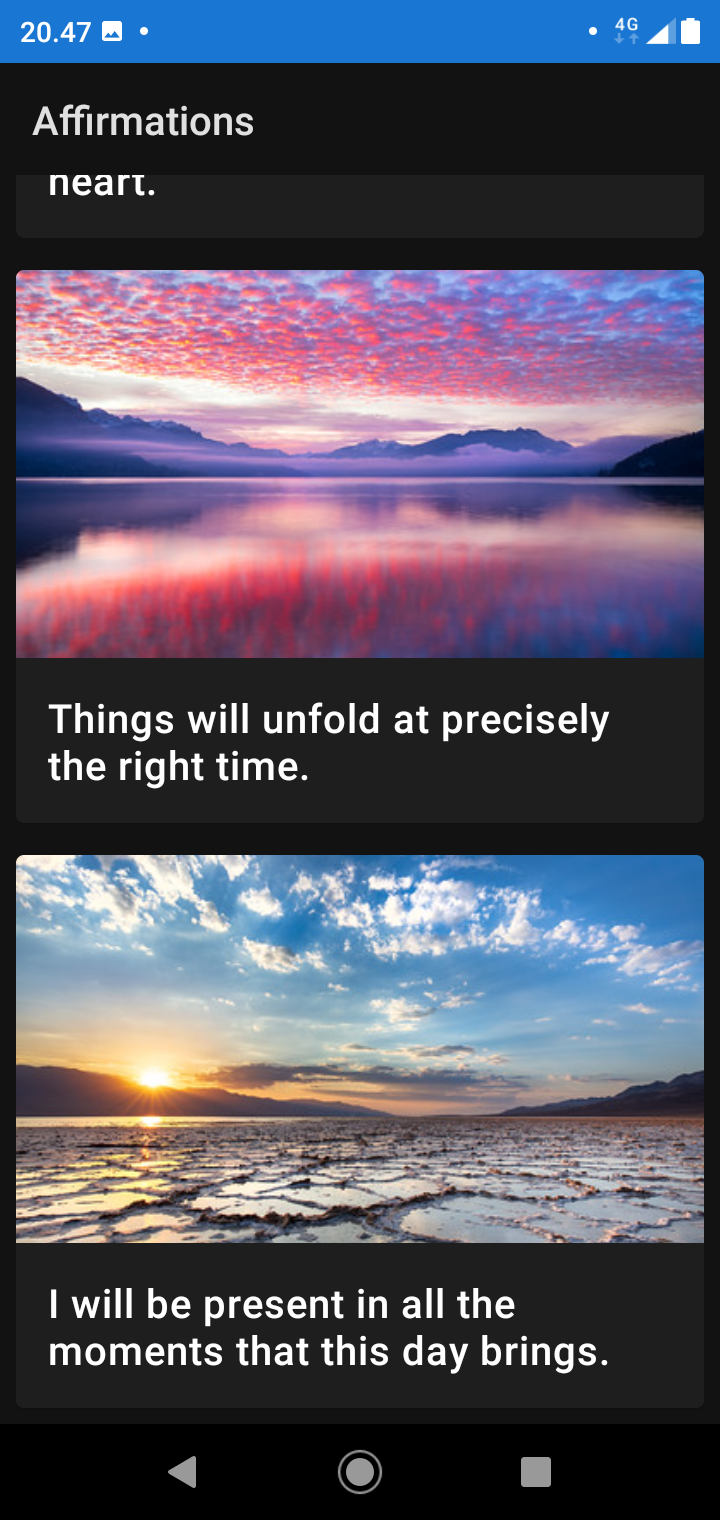 20.47
4G
Affirmations
heart.
Things will unfold at precisely
the right time.
I will be present in all the
moments that this day brings.